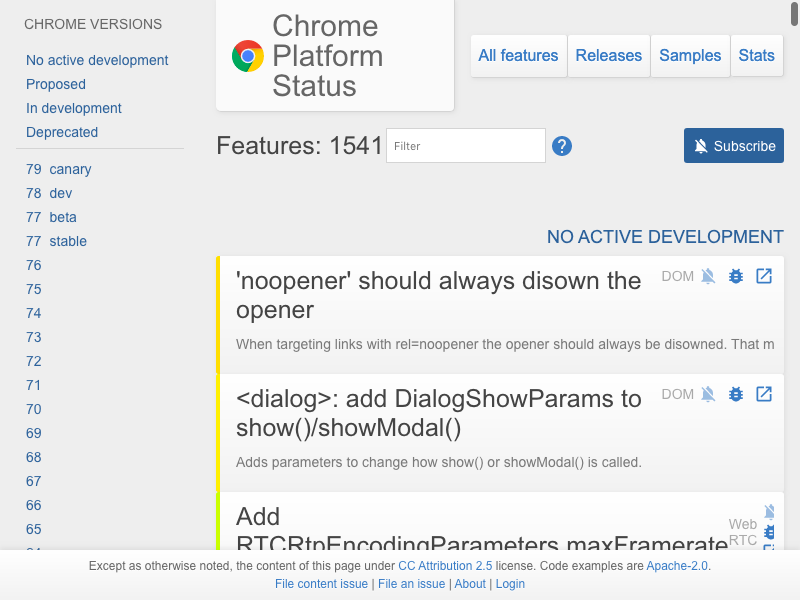 CHROME VERSIONS
No active development
Proposed
In development
Deprecated
79 canary
78 dev
77 beta
77 stable
76
75
74
73
72
71
70
69
68
67
66
65
Chrome
Platform
Status
All features
Releases
Samples
Stats
Features: 1541
Filter
?
Subscribe
NO ACTIVE DEVELOPMENT
'noopener' should always disown the
opener
DOM
When targeting links with rel=noopener the opener should always be disowned. That m
<dialog>: add DialogShowParams to
show()/showModal()
DOM
Adds parameters to change how show() or showModal() is called.
Add
RTCRtpEncodingParameters.maxFramerate
Web
RTC
Except as otherwise noted, the content of this page under CC Attribution 2.5 license. Code examples are Apache-2.0.
File content issue | File an issue | About | Login